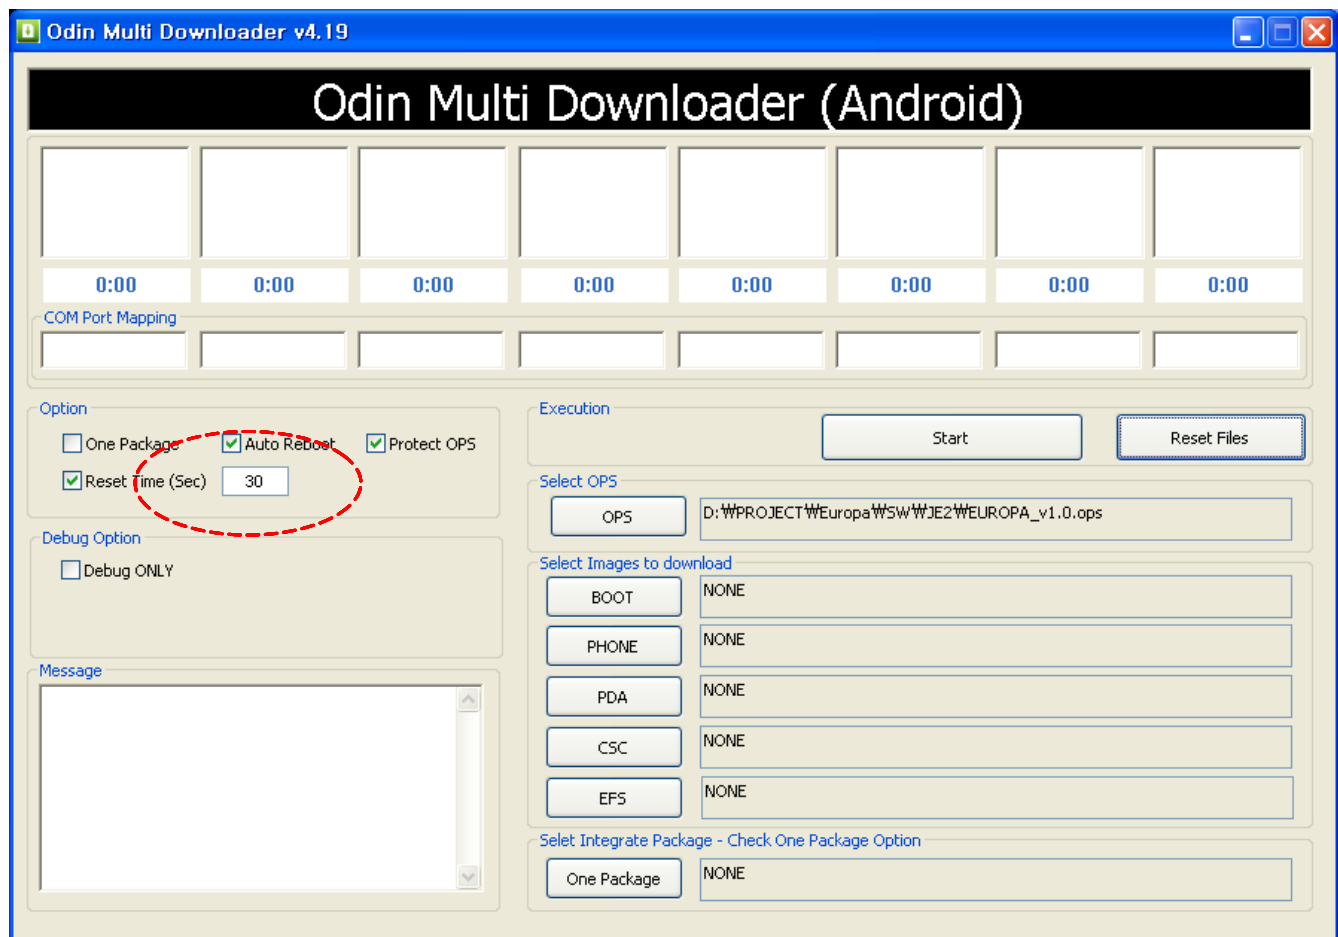 Odin Multi Downloader v4.19
Odin Multi Downloader (Android)
0:00 0:00 0:00 0:00 0:00 0:00 0:00 0:00
COM Port Mapping
Option
One Package Auto Reboot Protect OPS
Reset Time (Sec) 30
Debug Option
Debug ONLY
Message
Execution
Start Reset Files
Select OPS
OPS D:₩PROJECT₩Europa₩SW₩JE2₩EUROPA_v1.0.ops
Select Images to download
BOOT NONE
PHONE NONE
PDA NONE
CSC NONE
EFS NONE
Selet Integrate Package - Check One Package Option
One Package NONE